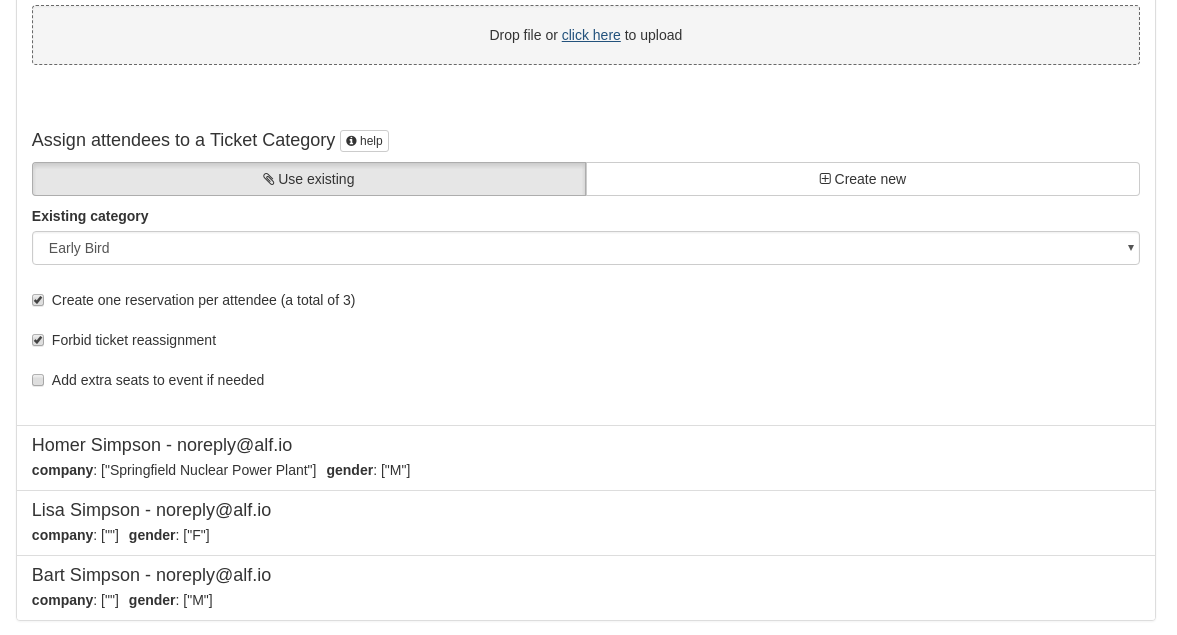 Drop file or click here to upload
Assign attendees to a Ticket Category help
Use existing
Create new
Existing category
Early Bird
Create one reservation per attendee (a total of 3)
Forbid ticket reassignment
Add extra seats to event if needed
Homer Simpson - noreply@alf.io
company: ["Springfield Nuclear Power Plant"] gender: ["M"]
Lisa Simpson - noreply@alf.io
company: [""] gender: ["F"]
Bart Simpson - noreply@alf.io
company: [""] gender: ["M"]